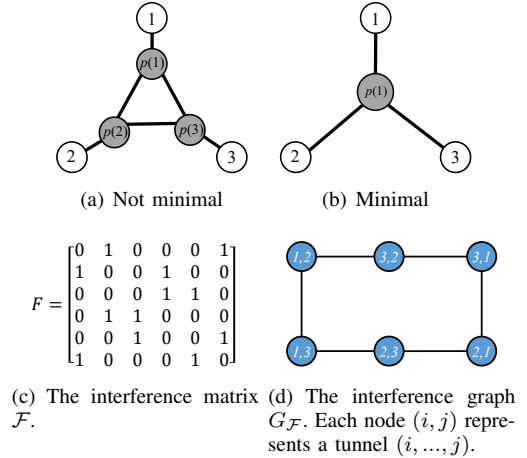 1
1
p(1)
p(1)
p(2)
p(3)
2
3
2
3
(a) Not minimal
(b) Minimal
F =
0 1 0 0 0 1
1 0 0 1 0 0
0 0 0 1 1 0
0 1 1 0 0 0
0 0 1 0 0 1
1 0 0 0 1 0
1,2
3,2
3,1
1,3
2,3
2,1
(c) The interference matrix
F.
(d) The interference graph
G_F. Each node (i, j) repre-
sents a tunnel (i, ..., j).